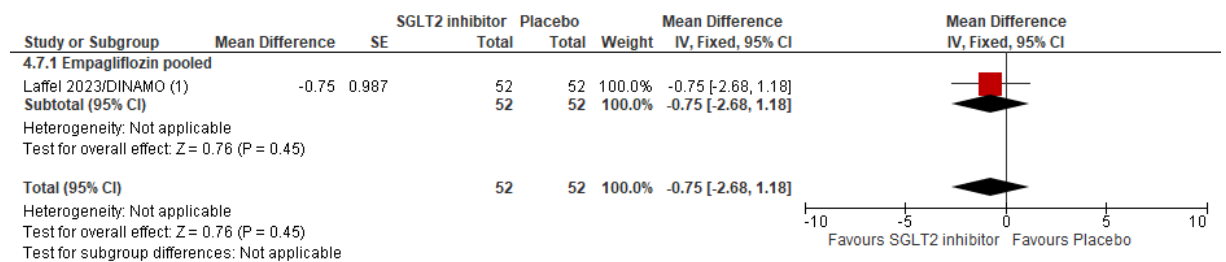 SGLT2 inhibitor Placebo Mean Difference Mean Difference
Study or Subgroup Mean Difference SE Total Total Weight IV, Fixed, 95% CI IV, Fixed, 95% CI
4.7.1 Empagliflozin pooled
Laffel 2023/DINAMO (1) -0.75 0.987 52 52 100.0% -0.75 [-2.68, 1.18]
Subtotal (95% CI) 52 52 100.0% -0.75 [-2.68, 1.18]
Heterogeneity: Not applicable
Test for overall effect: Z = 0.76 (P = 0.45)
Total (95% CI) 52 52 100.0% -0.75 [-2.68, 1.18]
Heterogeneity: Not applicable
Test for overall effect: Z = 0.76 (P = 0.45)
Test for subgroup differences: Not applicable
-10 -5 0 5 10
Favours SGLT2 inhibitor Favours Placebo